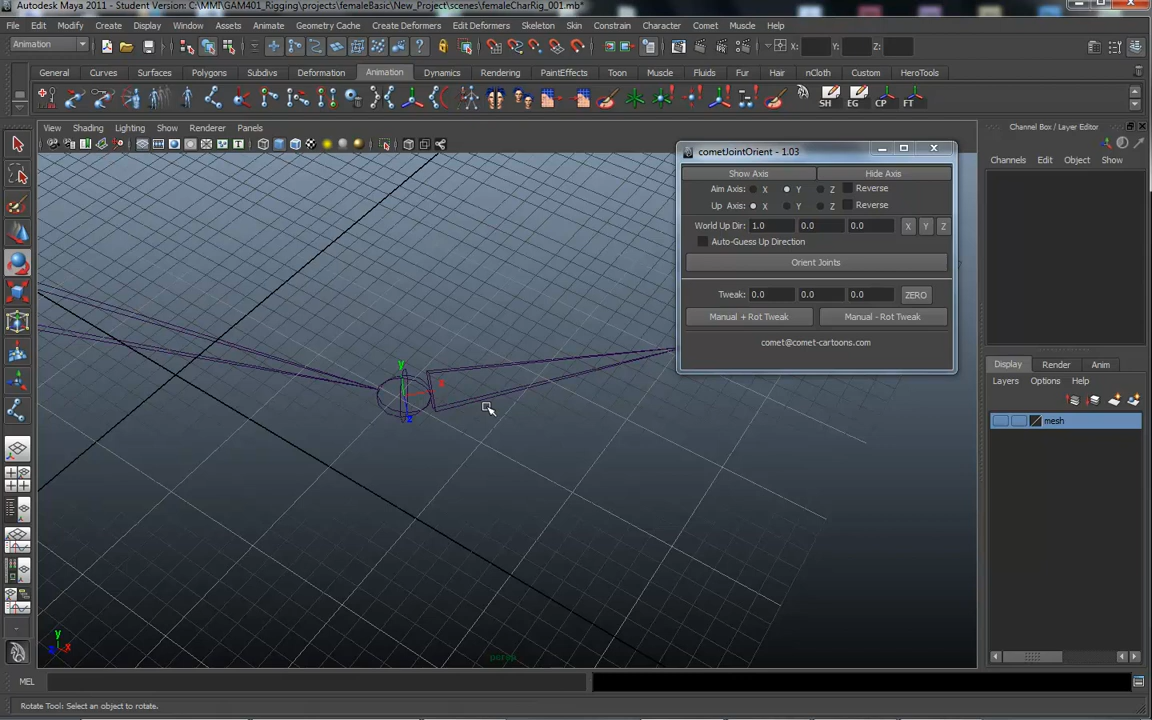 Autodesk Maya 2011 - Student Version: C:\MMI\GAM401_Rigging\projects\femaleBasic\New_Project\scenes\femaleCharRig_001.mb*
File Edit Modify Create Display Window Assets Animate Geometry Cache Create Deformers Edit Deformers Skeleton Skin Constraint Character Comet Muscle Help
Animation X: Y: Z:
General Curves Surfaces Polygons Subdivs Deformation Animation Dynamics Rendering PaintEffects Toon Muscle Fluids Fur Hair nCloth Custom HeroTools
SH EG CP FT
View Shading Lighting Show Renderer Panels
Channel Box / Layer Editor
Channels Edit Object Show
cometJointOrient - 1.03
Show Axis Hide Axis
Aim Axis: X Y Z Reverse
Up Axis: X Y Z Reverse
World Up Dir: 1.0 0.0 0.0 X Y Z
Auto-Guess Up Direction
Orient Joints
Tweak: 0.0 0.0 0.0 ZERO
Manual + Rot Tweak Manual - Rot Tweak
comet@comet-cartoons.com
y
x
z
Display Render Anim
Layers Options Help
mesh
y
z x
persp
MEL
Rotate Tool: Select an object to rotate.